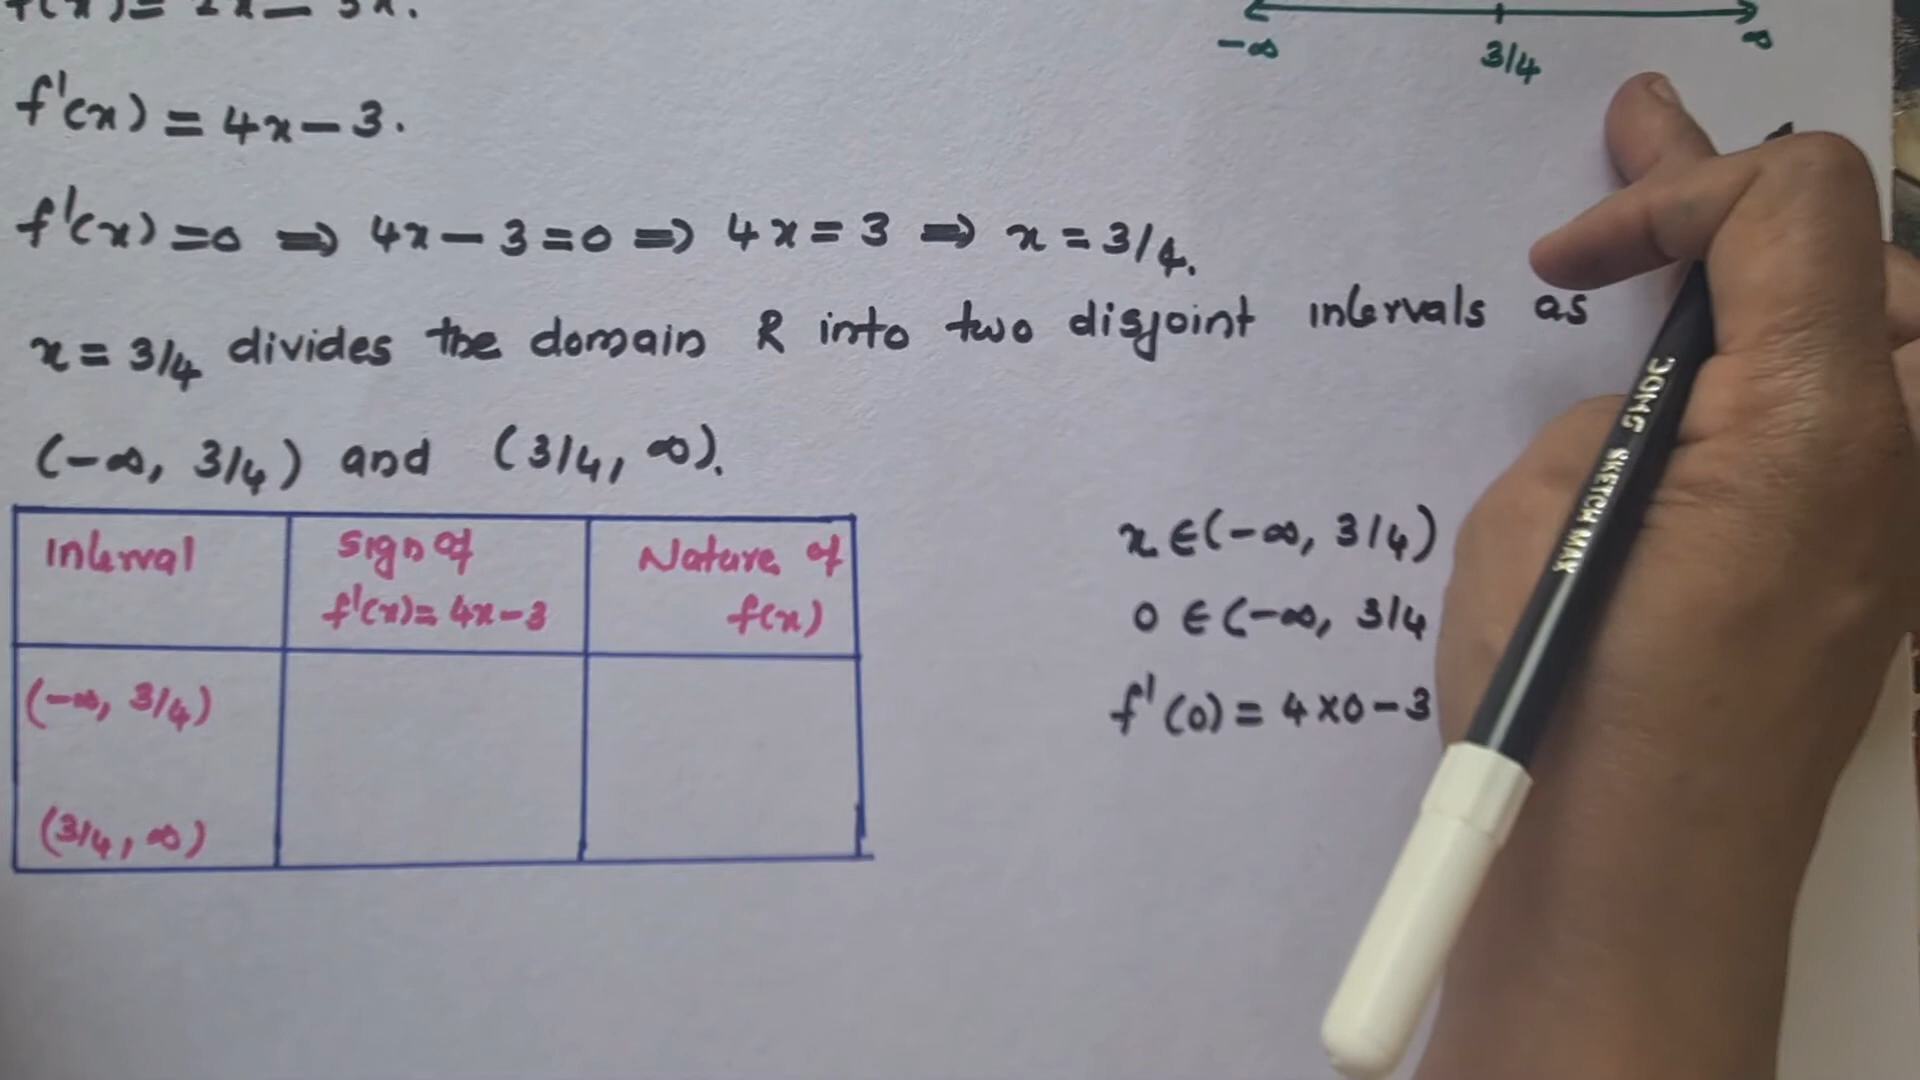 f(x) = 2x - 3x.
-∞ 3/4 ∞
f'(x) = 4x - 3.
f'(x) = 0 ⟹ 4x - 3 = 0 ⟹ 4x = 3 ⟹ x = 3/4.
x = 3/4 divides the domain R into two disjoint intervals as
(-∞, 3/4) and (3/4, ∞).
Interval
Sign of
f'(x) = 4x - 3
Nature of
f(x)
(-∞, 3/4)
(3/4, ∞)
x ∈ (-∞, 3/4)
0 ∈ (-∞, 3/4
f'(0) = 4 × 0 - 3
DOMS SKETCH MAX